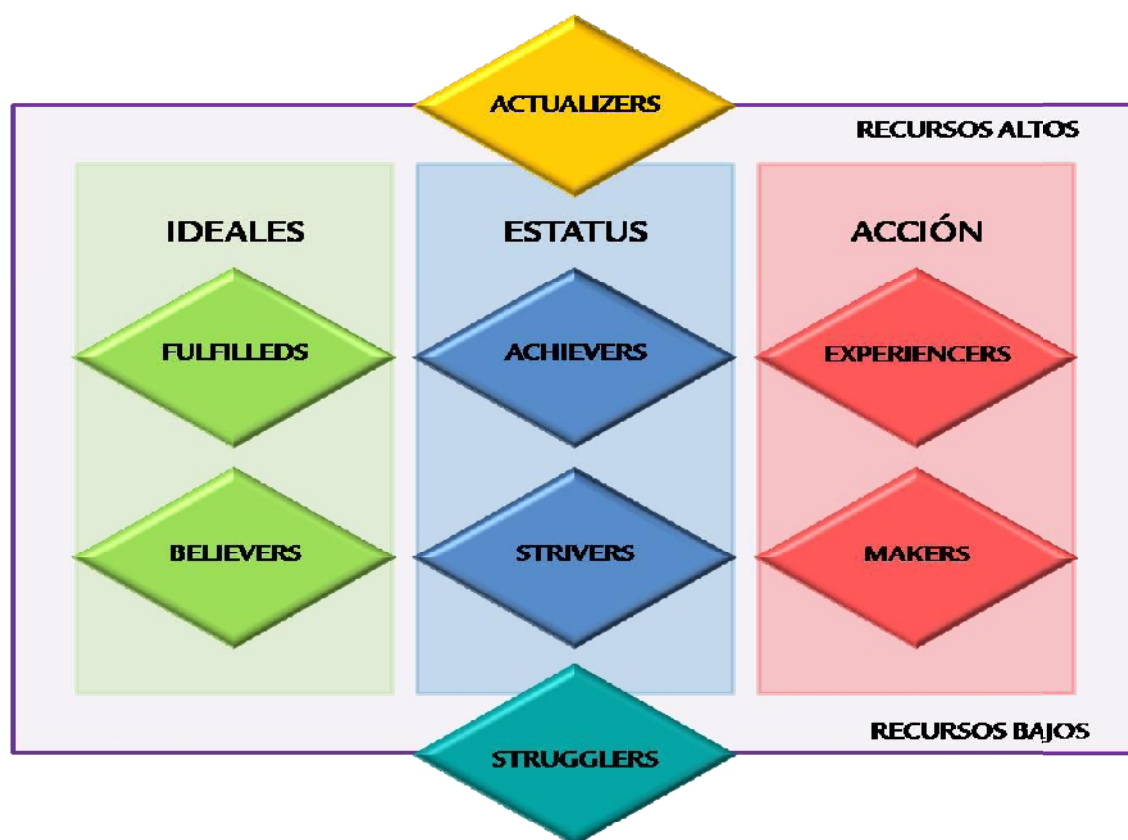 ACTUALIZERS
RECURSOS ALTOS
IDEALES
ESTATUS
ACCIÓN
FULFILLEDS
ACHIEVERS
EXPERIENCERS
BELIEVERS
STRIVERS
MAKERS
RECURSOS BAJOS
STRUGGLERS